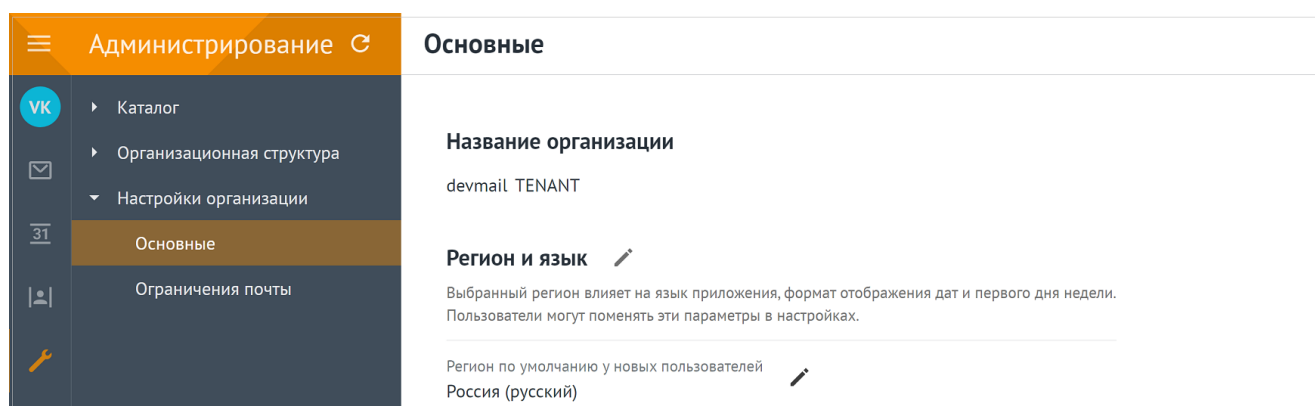 Администрирование
Основные
VK
Каталог
Организационная структура
Настройки организации
31
Основные
Ограничения почты
Название организации
devmail TENANT
Регион и язык
Выбранный регион влияет на язык приложения, формат отображения дат и первого дня недели.
Пользователи могут поменять эти параметры в настройках.
Регион по умолчанию у новых пользователей
Россия (русский)